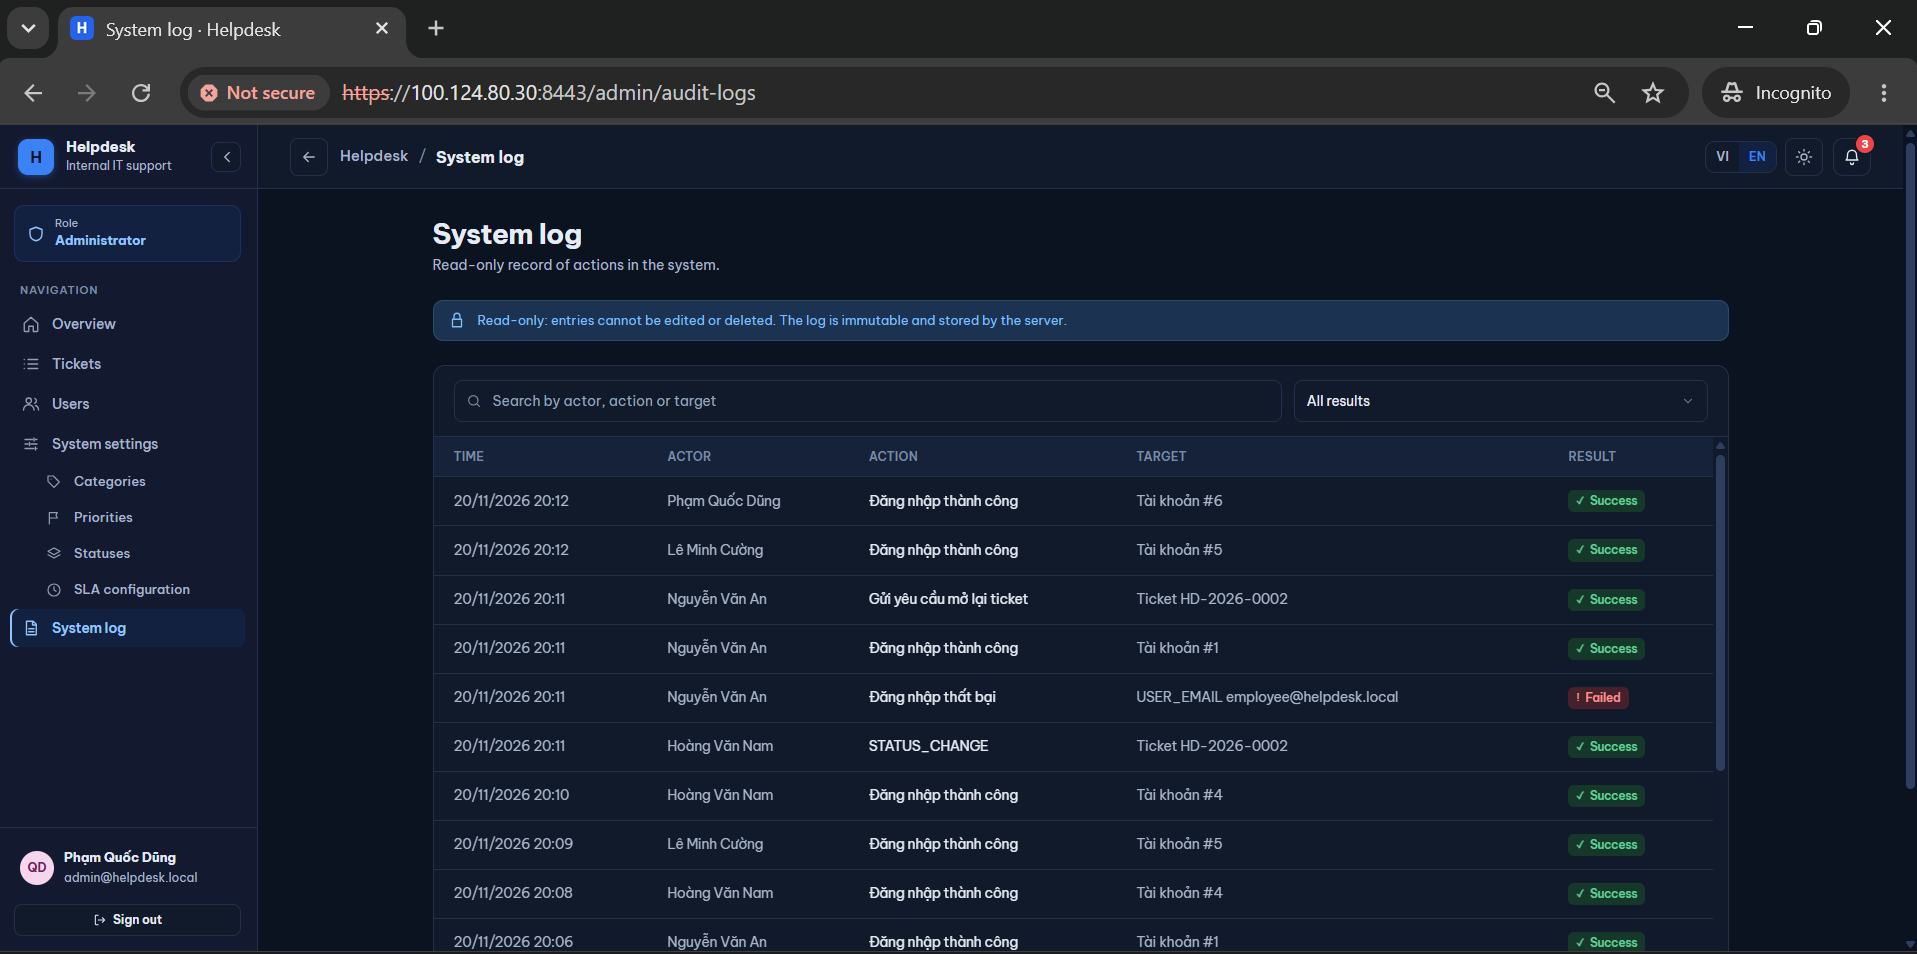 H System log · Helpdesk
Not secure https://100.124.80.30:8443/admin/audit-logs Incognito
H Helpdesk
Internal IT support
Role
Administrator
NAVIGATION
Overview
Tickets
Users
System settings
Categories
Priorities
Statuses
SLA configuration
System log
QD Phạm Quốc Dũng
admin@helpdesk.local
Sign out
Helpdesk / System log
VI EN 3
System log
Read-only record of actions in the system.
Read-only: entries cannot be edited or deleted. The log is immutable and stored by the server.
Search by actor, action or target All results
TIME ACTOR ACTION TARGET RESULT
20/11/2026 20:12 Phạm Quốc Dũng Đăng nhập thành công Tài khoản #6 ✓ Success
20/11/2026 20:12 Lê Minh Cường Đăng nhập thành công Tài khoản #5 ✓ Success
20/11/2026 20:11 Nguyễn Văn An Gửi yêu cầu mở lại ticket Ticket HD-2026-0002 ✓ Success
20/11/2026 20:11 Nguyễn Văn An Đăng nhập thành công Tài khoản #1 ✓ Success
20/11/2026 20:11 Nguyễn Văn An Đăng nhập thất bại USER_EMAIL employee@helpdesk.local ! Failed
20/11/2026 20:11 Hoàng Văn Nam STATUS_CHANGE Ticket HD-2026-0002 ✓ Success
20/11/2026 20:10 Hoàng Văn Nam Đăng nhập thành công Tài khoản #4 ✓ Success
20/11/2026 20:09 Lê Minh Cường Đăng nhập thành công Tài khoản #5 ✓ Success
20/11/2026 20:08 Hoàng Văn Nam Đăng nhập thành công Tài khoản #4 ✓ Success
20/11/2026 20:06 Nguyễn Văn An Đăng nhập thành công Tài khoản #1 ✓ Success